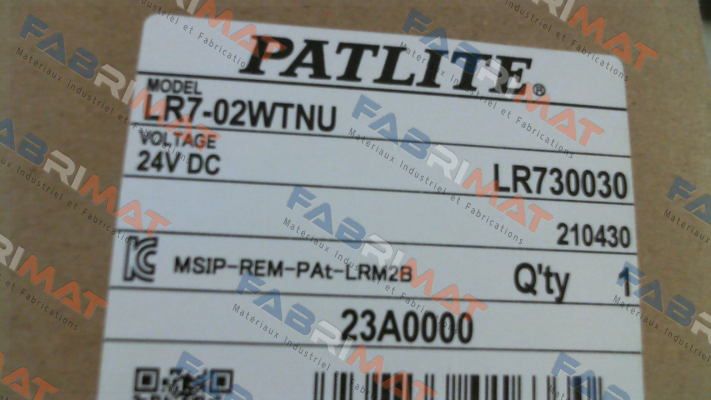 PATLITE®
MODEL
LR7-02WTNU
VOLTAGE
24V DC
LR730030
210430
MSIP-REM-PAt-LRM2B
Q'ty 1
23A0000
FABRIMAT
Matériaux Industriel et Fabrications